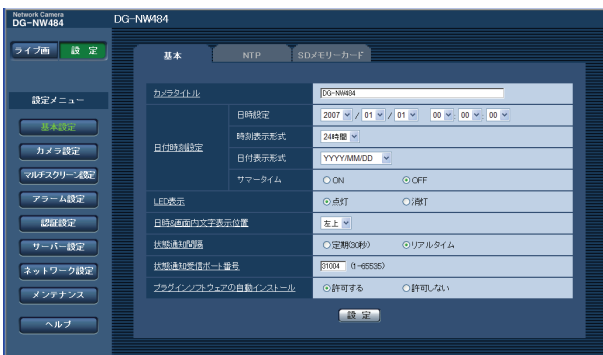 Network Camera
DG-NW484
DG-NW484
ライブ画 設 定
基本 NTP SDメモリーカード
設定メニュー
基本設定
カメラ設定
マルチスクリーン設定
アラーム設定
認証設定
サーバー設定
ネットワーク設定
メンテナンス
ヘルプ
カメラタイトル DG-NW484
日付時刻設定
日時設定 2007 / 01 / 01 00 : 00 : 00
時刻表示形式 24時間
日付表示形式 YYYY/MM/DD
サマータイム ON OFF
LED表示 点灯 消灯
日時&画面内文字表示位置 左上
状態通知間隔 定期(30秒) リアルタイム
状態通知受信ポート番号 31004 (1-65535)
プラグインソフトウェアの自動インストール 許可する 許可しない
設 定